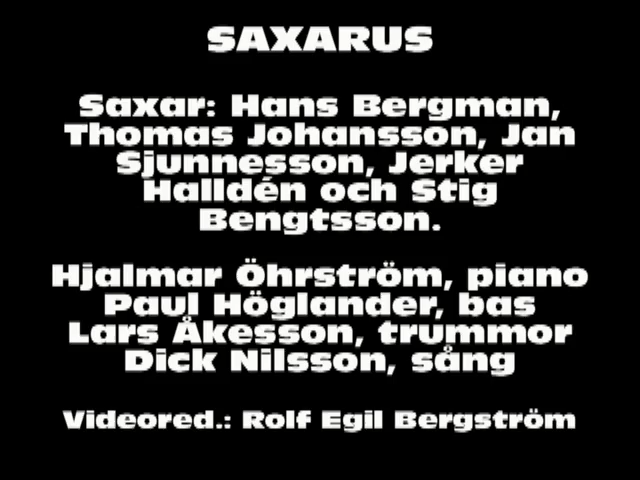 SAXARUS
Saxar: Hans Bergman,
Thomas Johansson, Jan
Sjunnesson, Jerker
Halldén och Stig
Bengtsson.
Hjalmar Öhrström, piano
Paul Höglander, bas
Lars Åkesson, trummor
Dick Nilsson, sång
Videored.: Rolf Egil Bergström